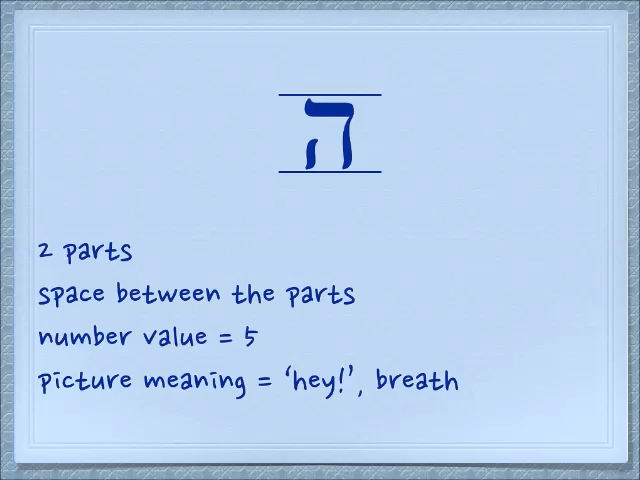 ה
2 parts
space between the parts
number value = 5
picture meaning = ‘hey!’, breath